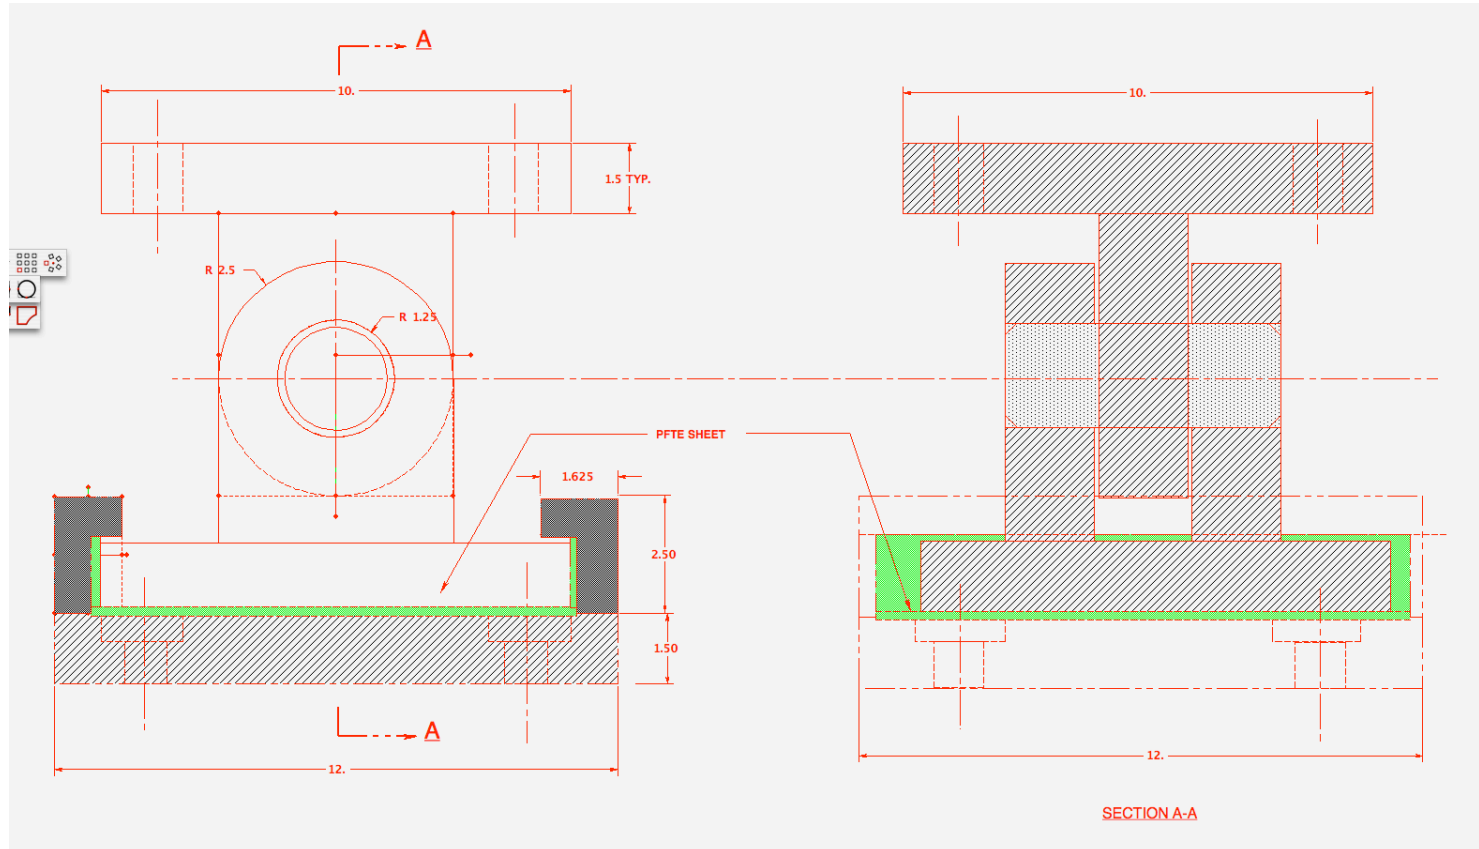 A
10.
10.
1.5 TYP.
R 2.5
R 1.25
PFTE SHEET
1.625
2.50
1.50
A
12.
12.
SECTION A-A